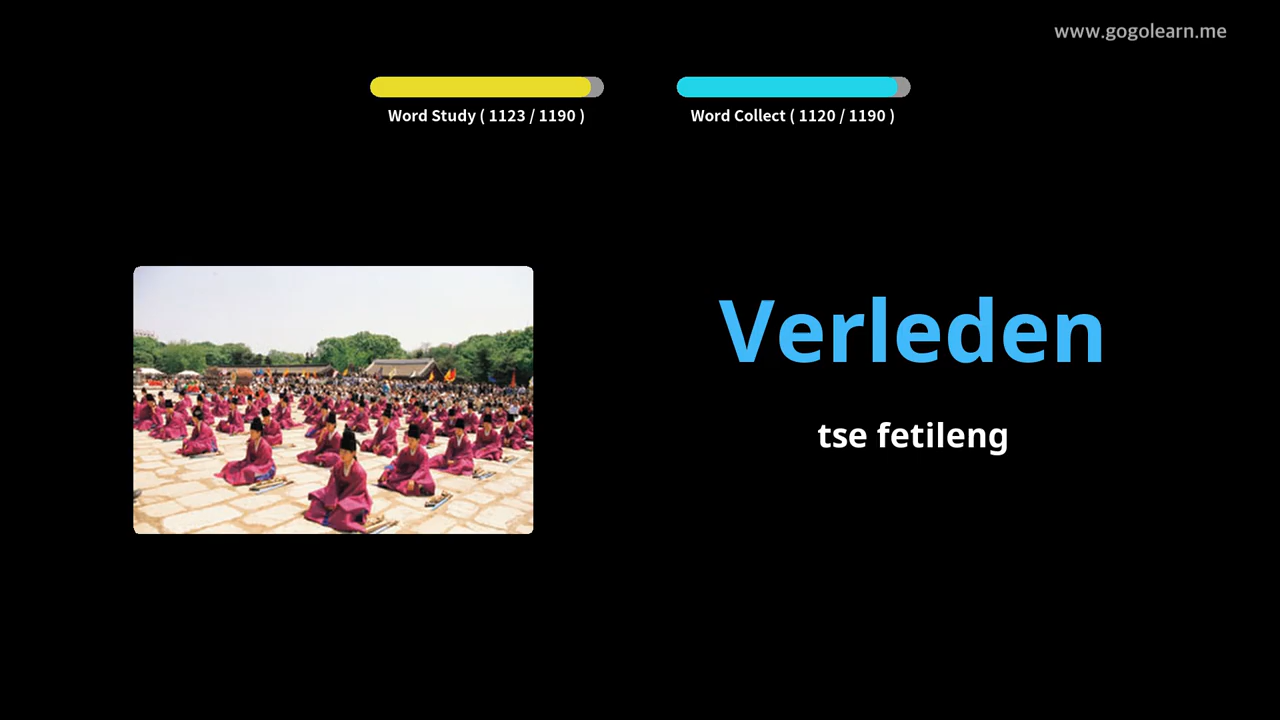 www.gogolearn.me
Word Study ( 1123 / 1190 )
Word Collect ( 1120 / 1190 )
Verleden
tse fetileng